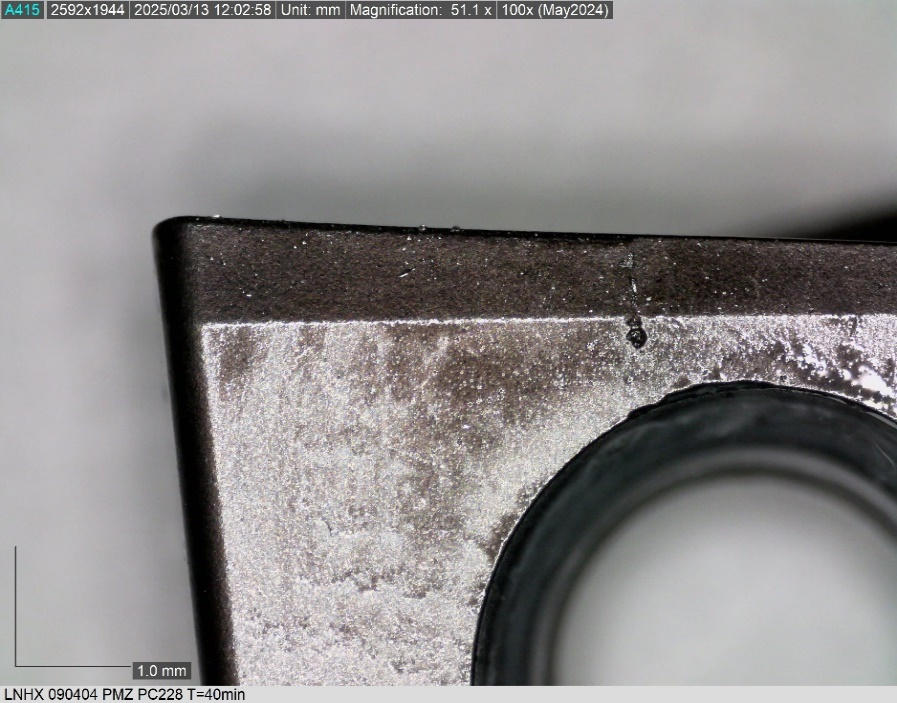 A415 2592x1944 2025/03/13 12:02:58 Unit: mm Magnification: 51.1 x 100x (May2024)
1.0 mm
LNHX 090404 PMZ PC228 T=40min